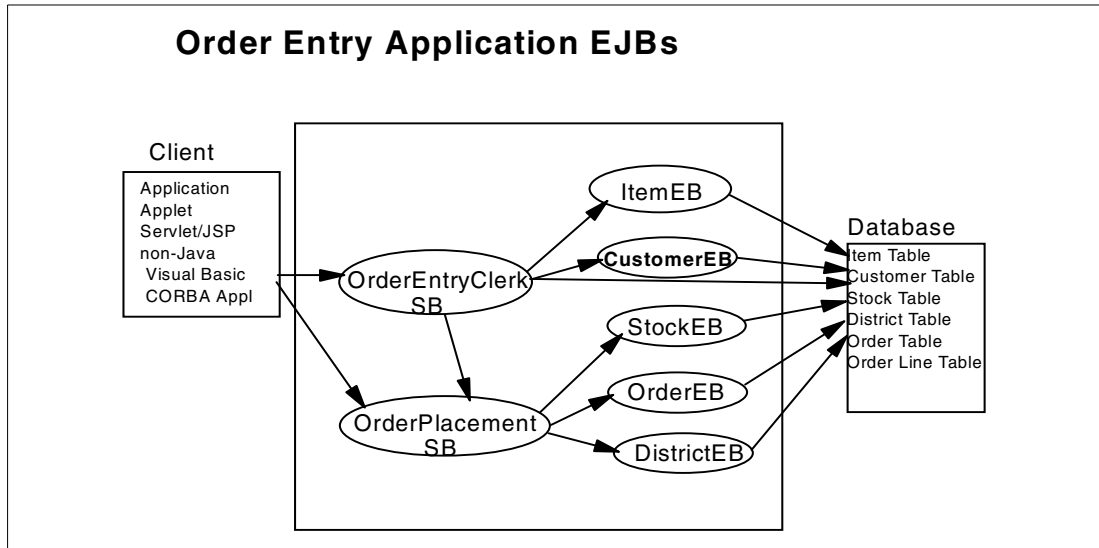 Order Entry Application EJBs
Client
Application
Applet
Servlet/JSP
non-Java
Visual Basic
CORBA Appl
OrderEntryClerk
SB
OrderPlacement
SB
ItemEB
CustomerEB
StockEB
OrderEB
DistrictEB
Database
Item Table
Customer Table
Stock Table
District Table
Order Table
Order Line Table